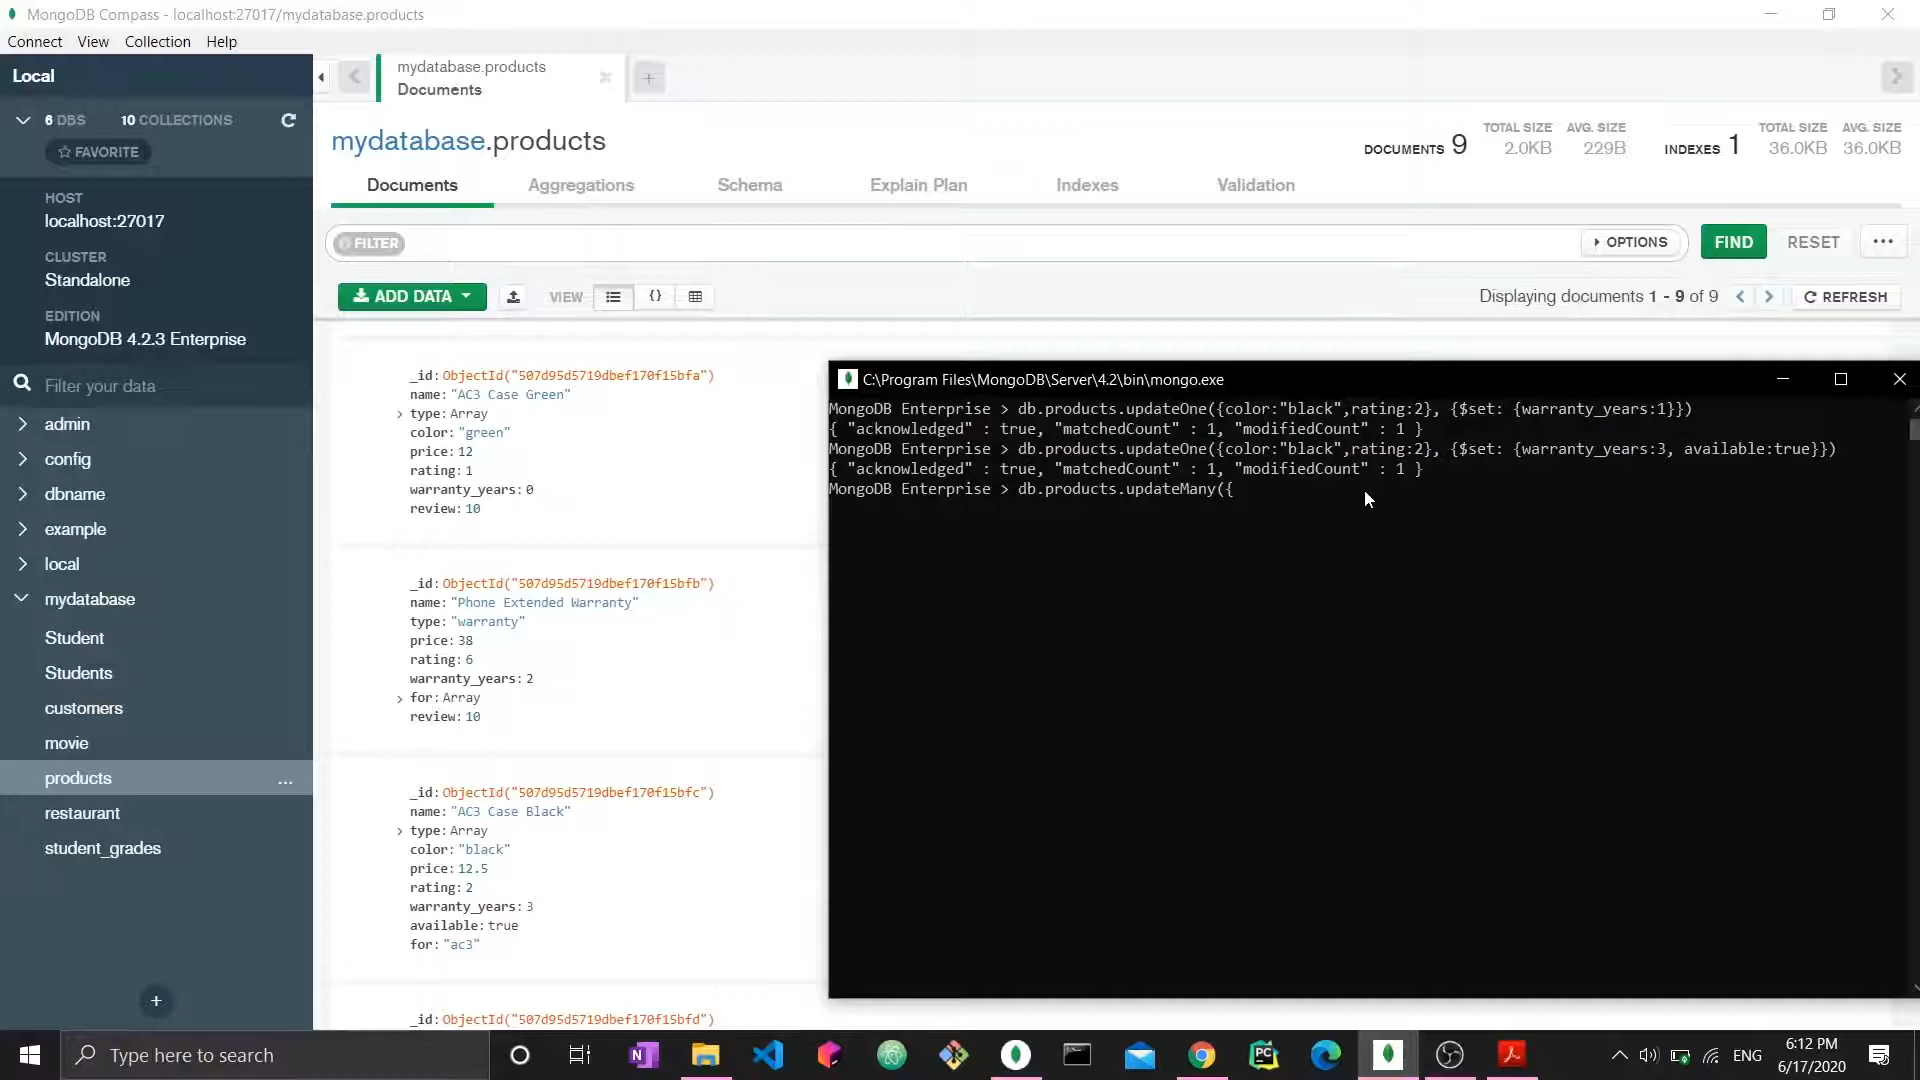 MongoDB Compass - localhost:27017/mydatabase.products
Connect View Collection Help
Local
6 DBS 10 COLLECTIONS
FAVORITE
HOST
localhost:27017
CLUSTER
Standalone
EDITION
MongoDB 4.2.3 Enterprise
Filter your data
admin
config
dbname
example
local
mydatabase
Student
Students
customers
movie
products ...
restaurant
student_grades
+
mydatabase.products
Documents
mydatabase.products
DOCUMENTS 9
TOTAL SIZE
2.0KB
AVG. SIZE
229B
INDEXES 1
TOTAL SIZE
36.0KB
AVG. SIZE
36.0KB
Documents Aggregations Schema Explain Plan Indexes Validation
FILTER OPTIONS FIND RESET ...
ADD DATA VIEW {} Displaying documents 1 - 9 of 9 REFRESH
_id: ObjectId("507d95d5719dbef170f15bfa")
name: "AC3 Case Green"
type: Array
color: "green"
price: 12
rating: 1
warranty_years: 0
review: 10
_id: ObjectId("507d95d5719dbef170f15bfb")
name: "Phone Extended Warranty"
type: "warranty"
price: 38
rating: 6
warranty_years: 2
for: Array
review: 10
_id: ObjectId("507d95d5719dbef170f15bfc")
name: "AC3 Case Black"
type: Array
color: "black"
price: 12.5
rating: 2
warranty_years: 3
available: true
for: "ac3"
_id: ObjectId("507d95d5719dbef170f15bfd")
C:\Program Files\MongoDB\Server\4.2\bin\mongo.exe
MongoDB Enterprise > db.products.updateOne({color:"black",rating:2}, {$set: {warranty_years:1}})
{ "acknowledged" : true, "matchedCount" : 1, "modifiedCount" : 1 }
MongoDB Enterprise > db.products.updateOne({color:"black",rating:2}, {$set: {warranty_years:3, available:true}})
{ "acknowledged" : true, "matchedCount" : 1, "modifiedCount" : 1 }
MongoDB Enterprise > db.products.updateMany({
Type here to search
ENG
6:12 PM
6/17/2020